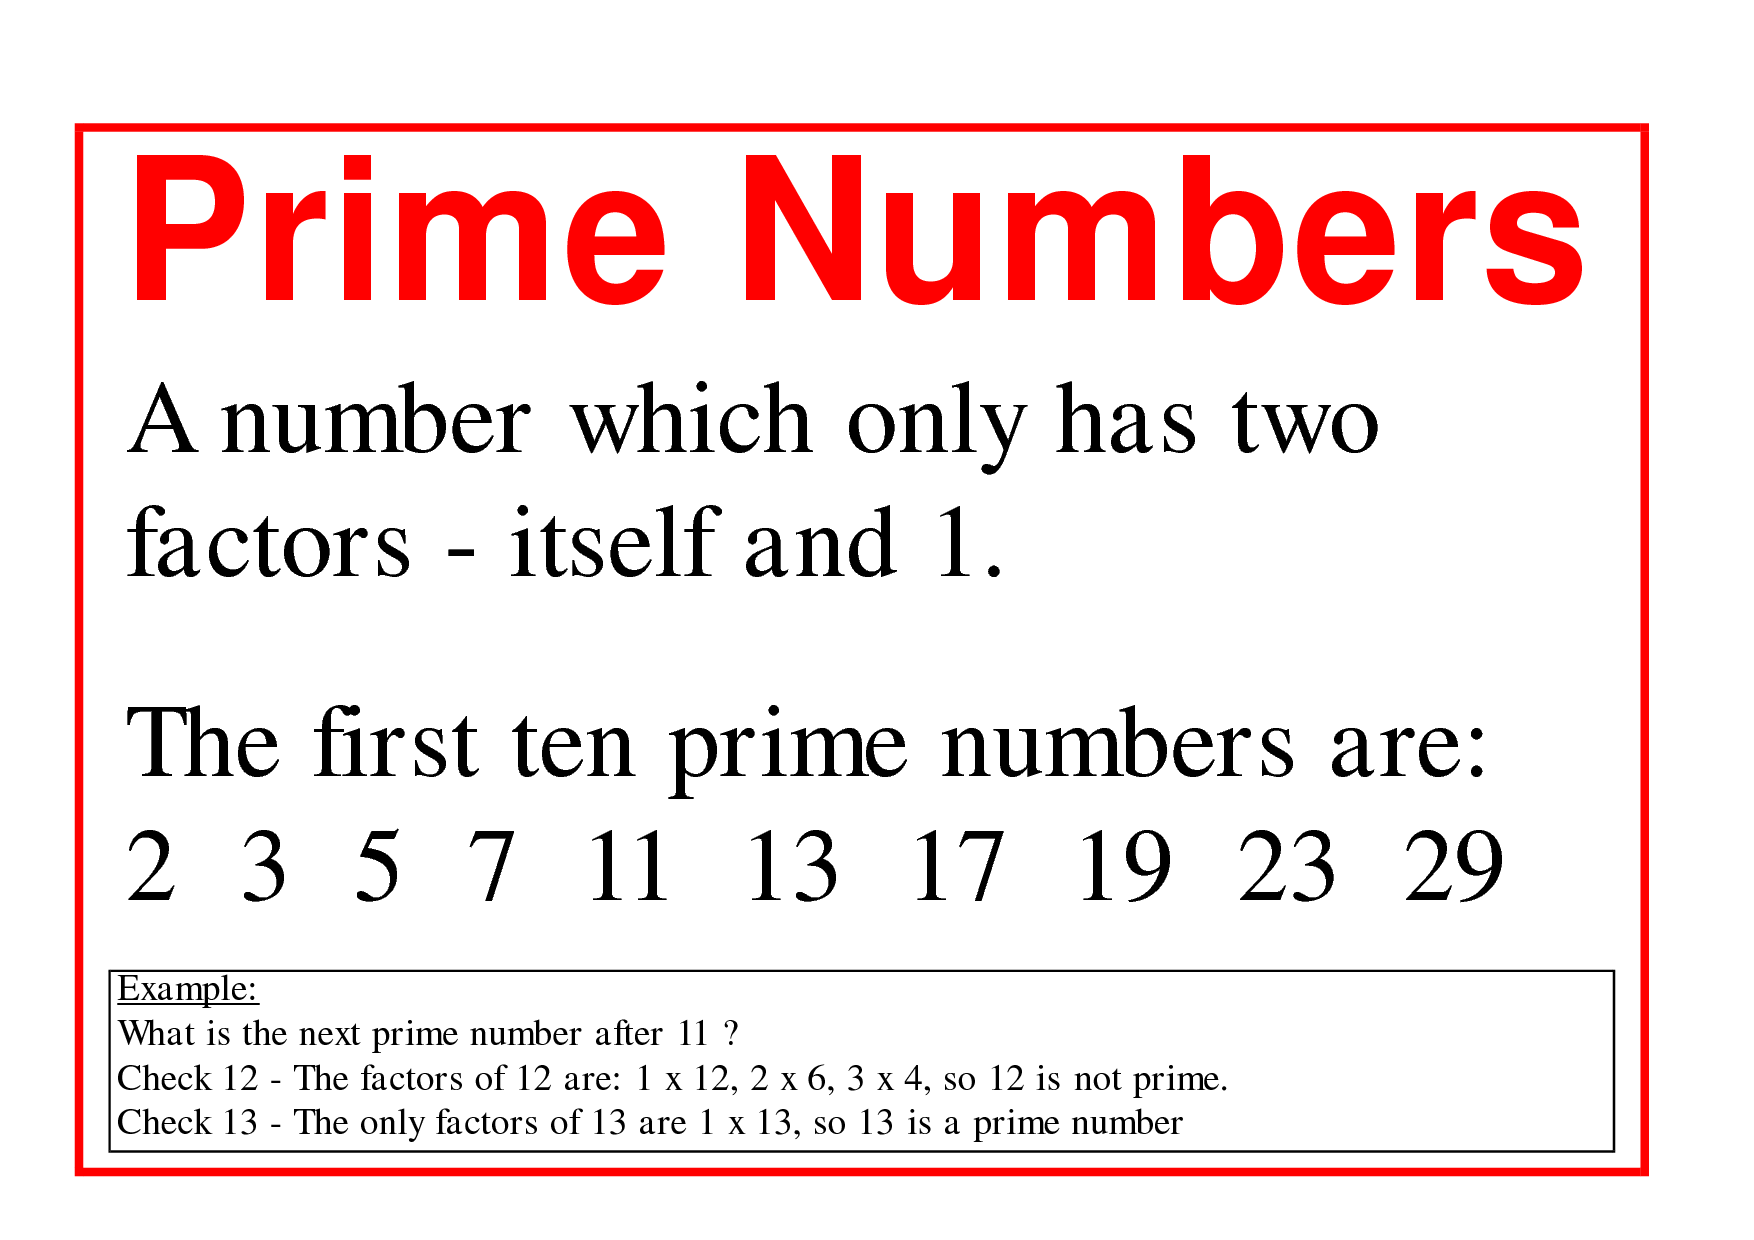 Prime Numbers
A number which only has two
factors - itself and 1.
The first ten prime numbers are:
2 3 5 7 11 13 17 19 23 29
Example:
What is the next prime number after 11 ?
Check 12 - The factors of 12 are: 1 x 12, 2 x 6, 3 x 4, so 12 is not prime.
Check 13 - The only factors of 13 are 1 x 13, so 13 is a prime number